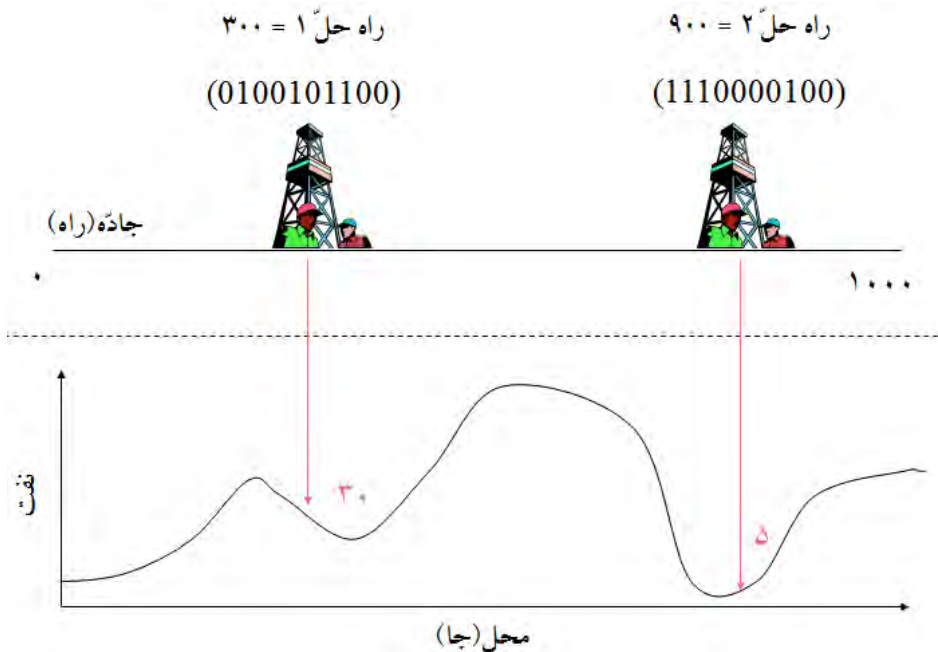 راه حلّ ۱ = ۳۰۰
راه حلّ ۲ = ۹۰۰
(0100101100)
(1110000100)
جادّه(راه)
۰
۱۰۰۰
نفت
۳۰
۵
محل(جا)